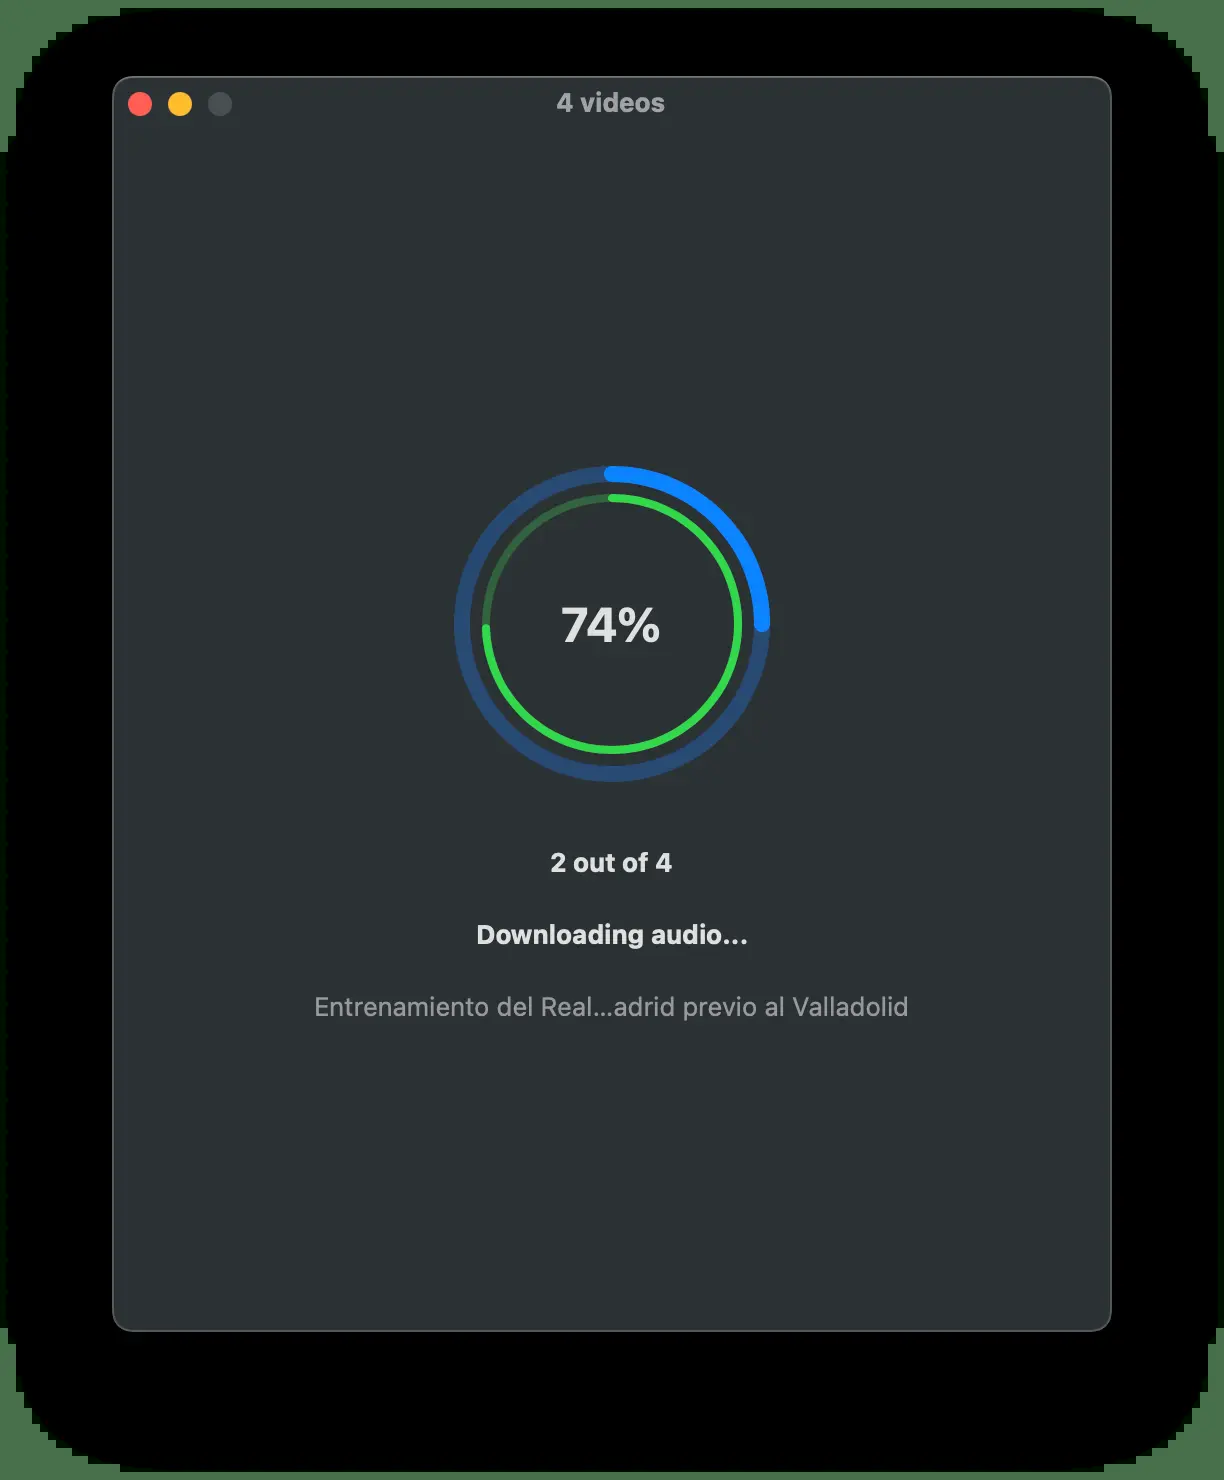 4 videos
74%
2 out of 4
Downloading audio...
Entrenamiento del Real...adrid previo al Valladolid